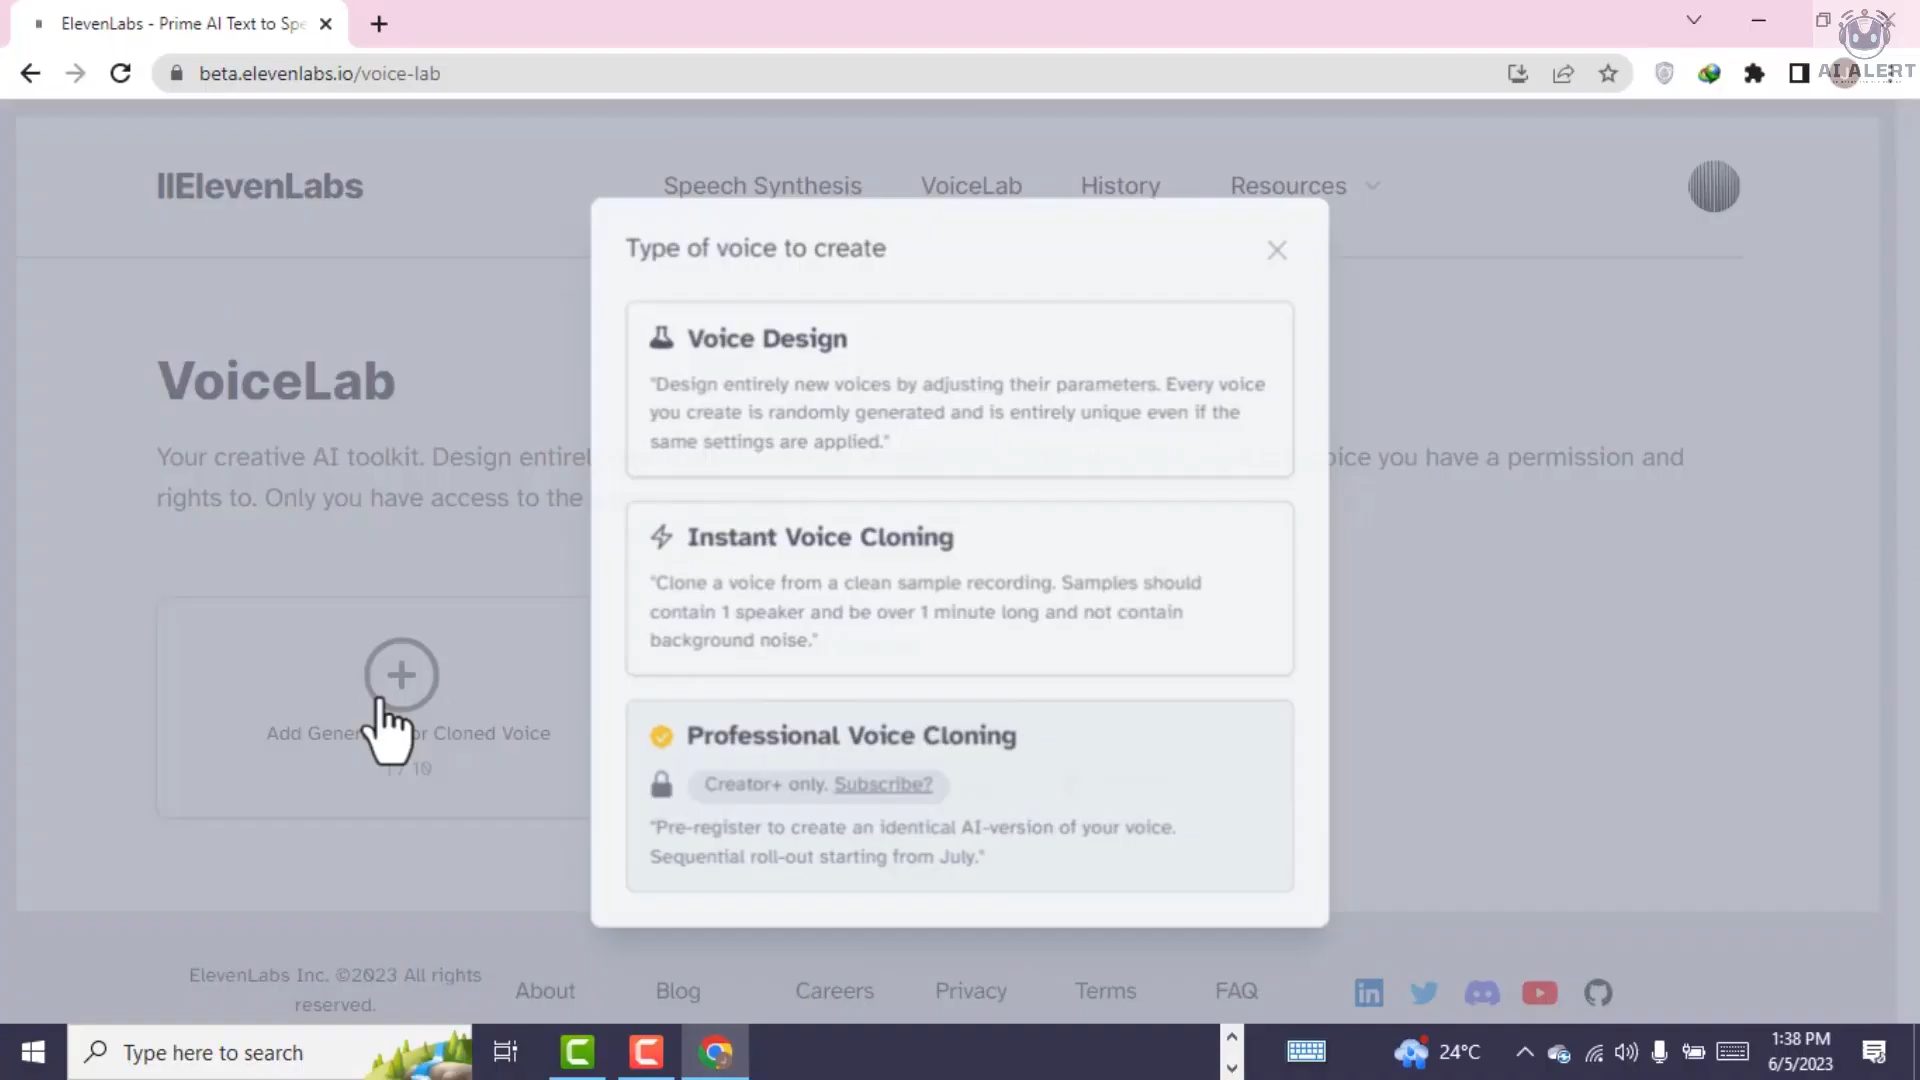 ElevenLabs - Prime AI Text to Spe
beta.elevenlabs.io/voice-lab
AI ALERT
IIElevenLabs
Speech Synthesis
VoiceLab
History
Resources
Type of voice to create
Voice Design
"Design entirely new voices by adjusting their parameters. Every voice
you create is randomly generated and is entirely unique even if the
same settings are applied."
VoiceLab
Your creative AI toolkit. Design entirel
oice you have a permission and
rights to. Only you have access to the
Instant Voice Cloning
"Clone a voice from a clean sample recording. Samples should
contain 1 speaker and be over 1 minute long and not contain
background noise."
Add Gene or Cloned Voice
/ 10
Professional Voice Cloning
Creator+ only. Subscribe?
"Pre-register to create an identical AI-version of your voice.
Sequential roll-out starting from July."
ElevenLabs Inc. ©2023 All rights
reserved.
About
Blog
Careers
Privacy
Terms
FAQ
Type here to search
24°C
1:38 PM
6/5/2023